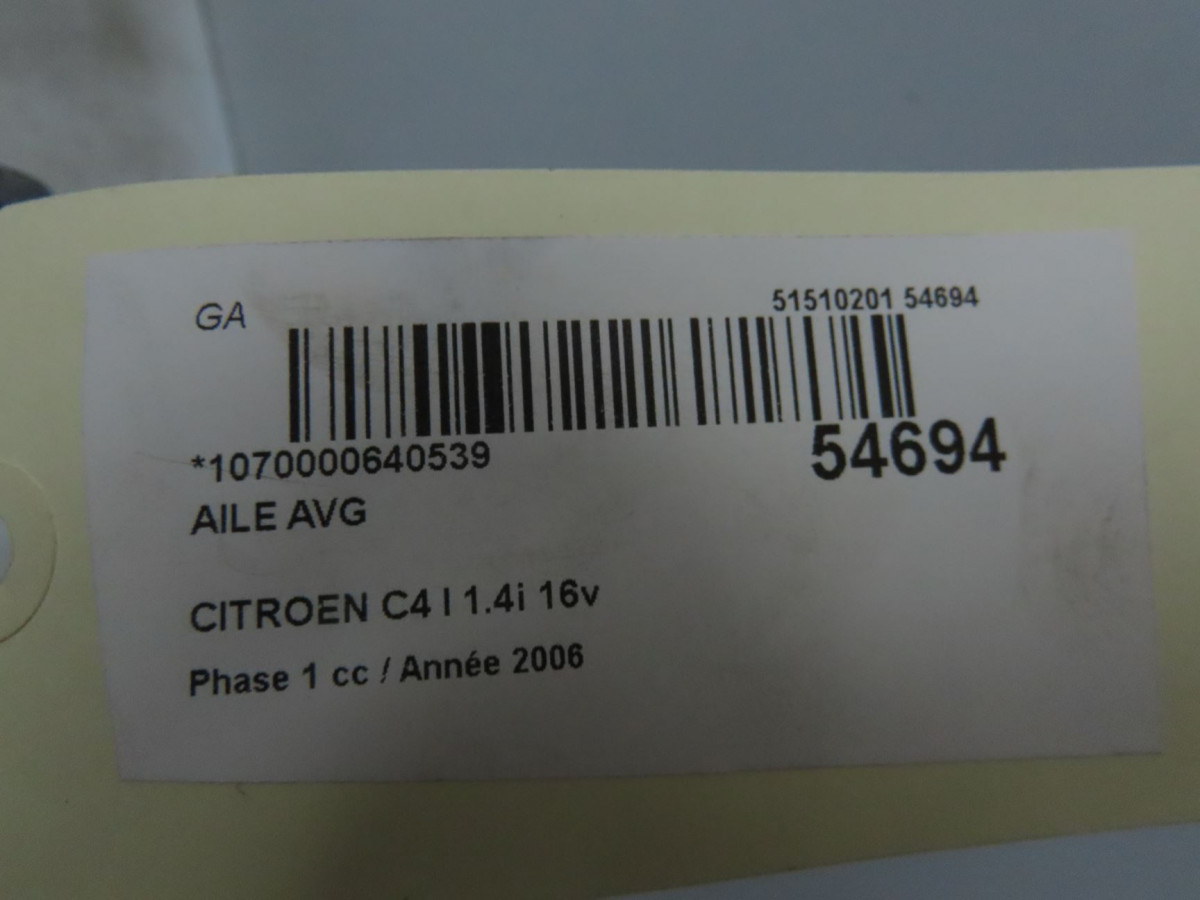 GA
51510201 54694
*1070000640539
54694
AILE AVG
CITROEN C4 I 1.4i 16v
Phase 1 cc / Année 2006